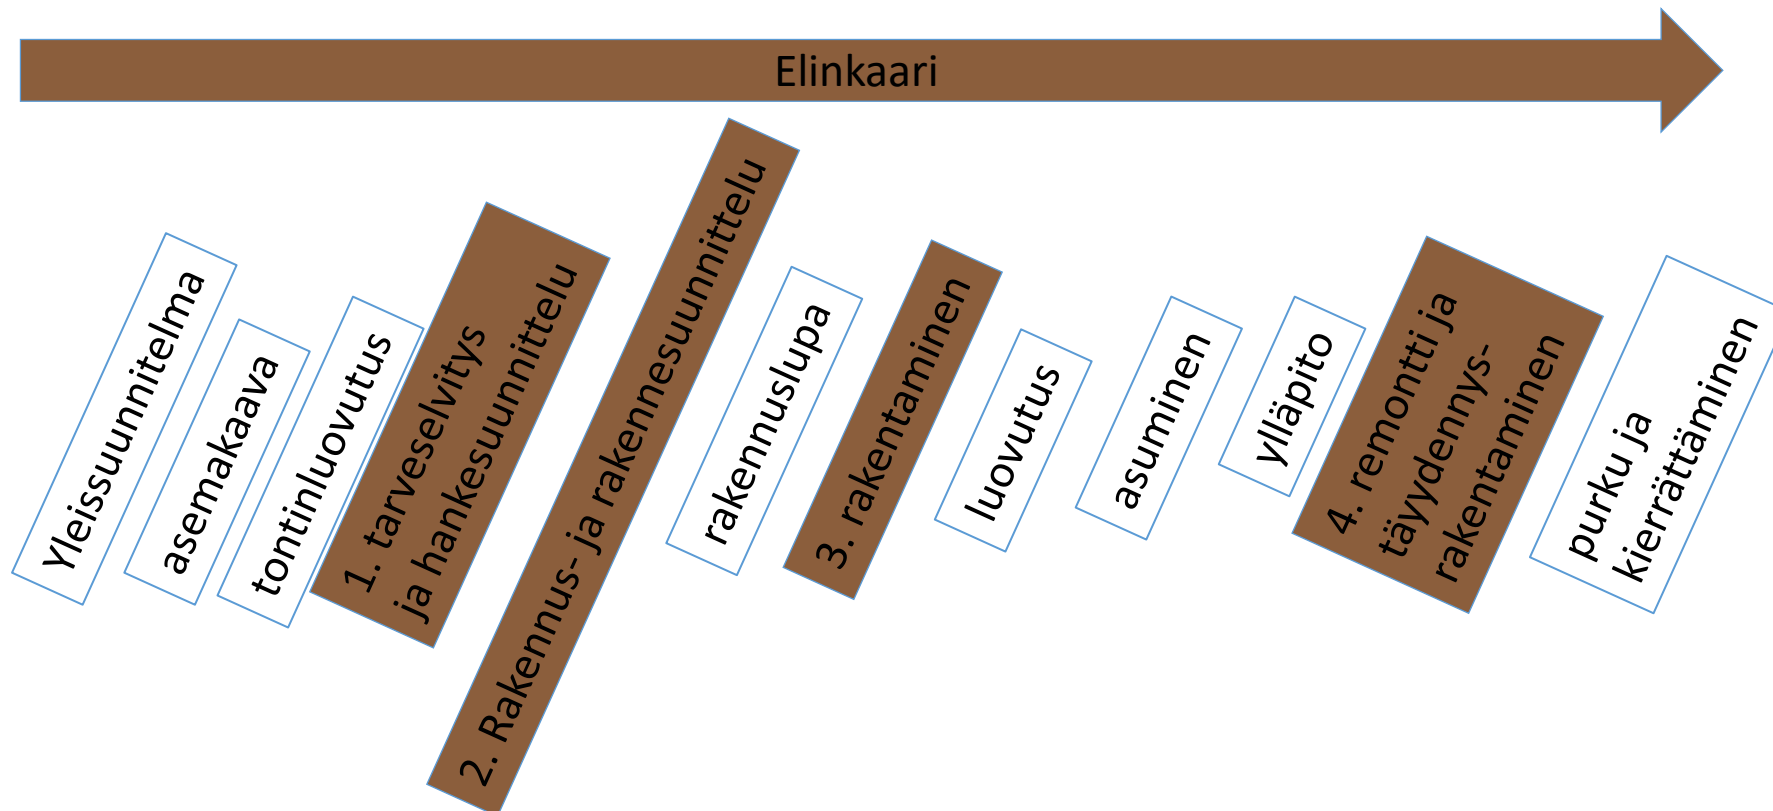 Elinkaari
Yleissuunnitelma
asemakaava
tontinluovutus
1. tarveselvitys
ja hankesuunnittelu
2. Rakennus- ja rakennesuunnittelu
rakennuslupa
3. rakentaminen
luovutus
asuminen
ylläpito
4. remontti ja
täyydennys-
rakentaminen
purku ja
kierrättäminen